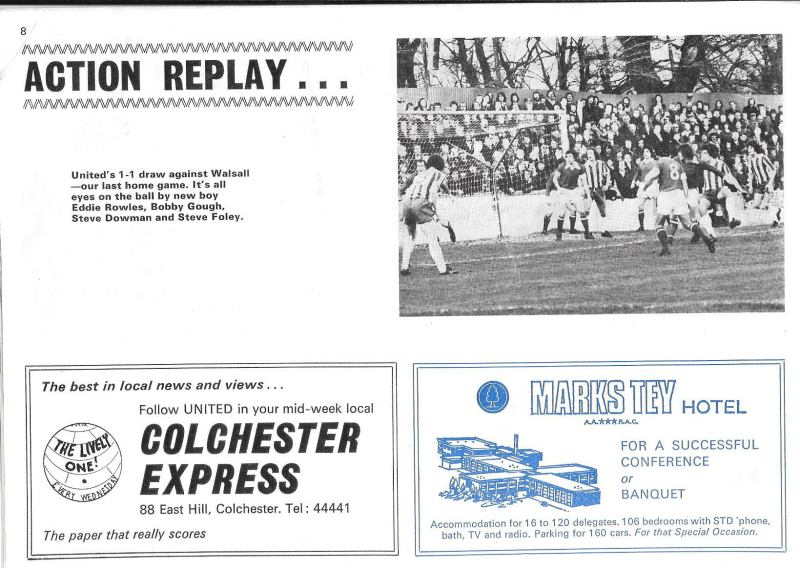 8
ACTION REPLAY...
United's 1-1 draw against Walsall
—our last home game. It's all
eyes on the ball by new boy
Eddie Rowles, Bobby Gough,
Steve Dowman and Steve Foley.
8
The best in local news and views...
Follow UNITED in your mid-week local
THE LIVELY
ONE!
EVERY WEDNESDAY
COLCHESTER
EXPRESS
88 East Hill, Colchester. Tel: 44441
The paper that really scores
MARKS TEY HOTEL
A.A.★★★R.A.C.
FOR A SUCCESSFUL
CONFERENCE
or
BANQUET
Accommodation for 16 to 120 delegates. 106 bedrooms with STD 'phone,
bath, TV and radio. Parking for 160 cars. For that Special Occasion.